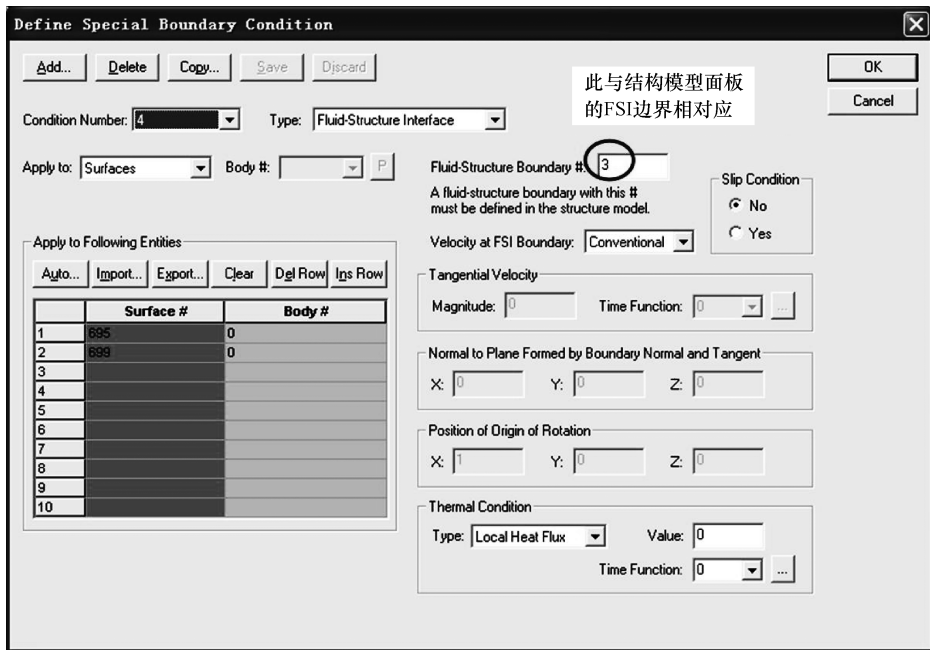 Define Special Boundary Condition
Add... Delete Copy... Save Discard
OK
Cancel
此与结构模型面板
的FSI边界相对应
Condition Number: 4 Type: Fluid-Structure Interface
Apply to: Surfaces Body #: P
Fluid-Structure Boundary #: 3
A fluid-structure boundary with this #
must be defined in the structure model.
Slip Condition
No
Yes
Velocity at FSI Boundary: Conventional
Apply to Following Entities
Auto... Import... Export... Clear Del Row Ins Row
Surface # Body #
1 695 0
2 699 0
3
4
5
6
7
8
9
10
Tangential Velocity
Magnitude: 0 Time Function: 0 ...
Normal to Plane Formed by Boundary Normal and Tangent
X: 0 Y: 0 Z: 0
Position of Origin of Rotation
X: 1 Y: 0 Z: 0
Thermal Condition
Type: Local Heat Flux Value: 0
Time Function: 0 ...